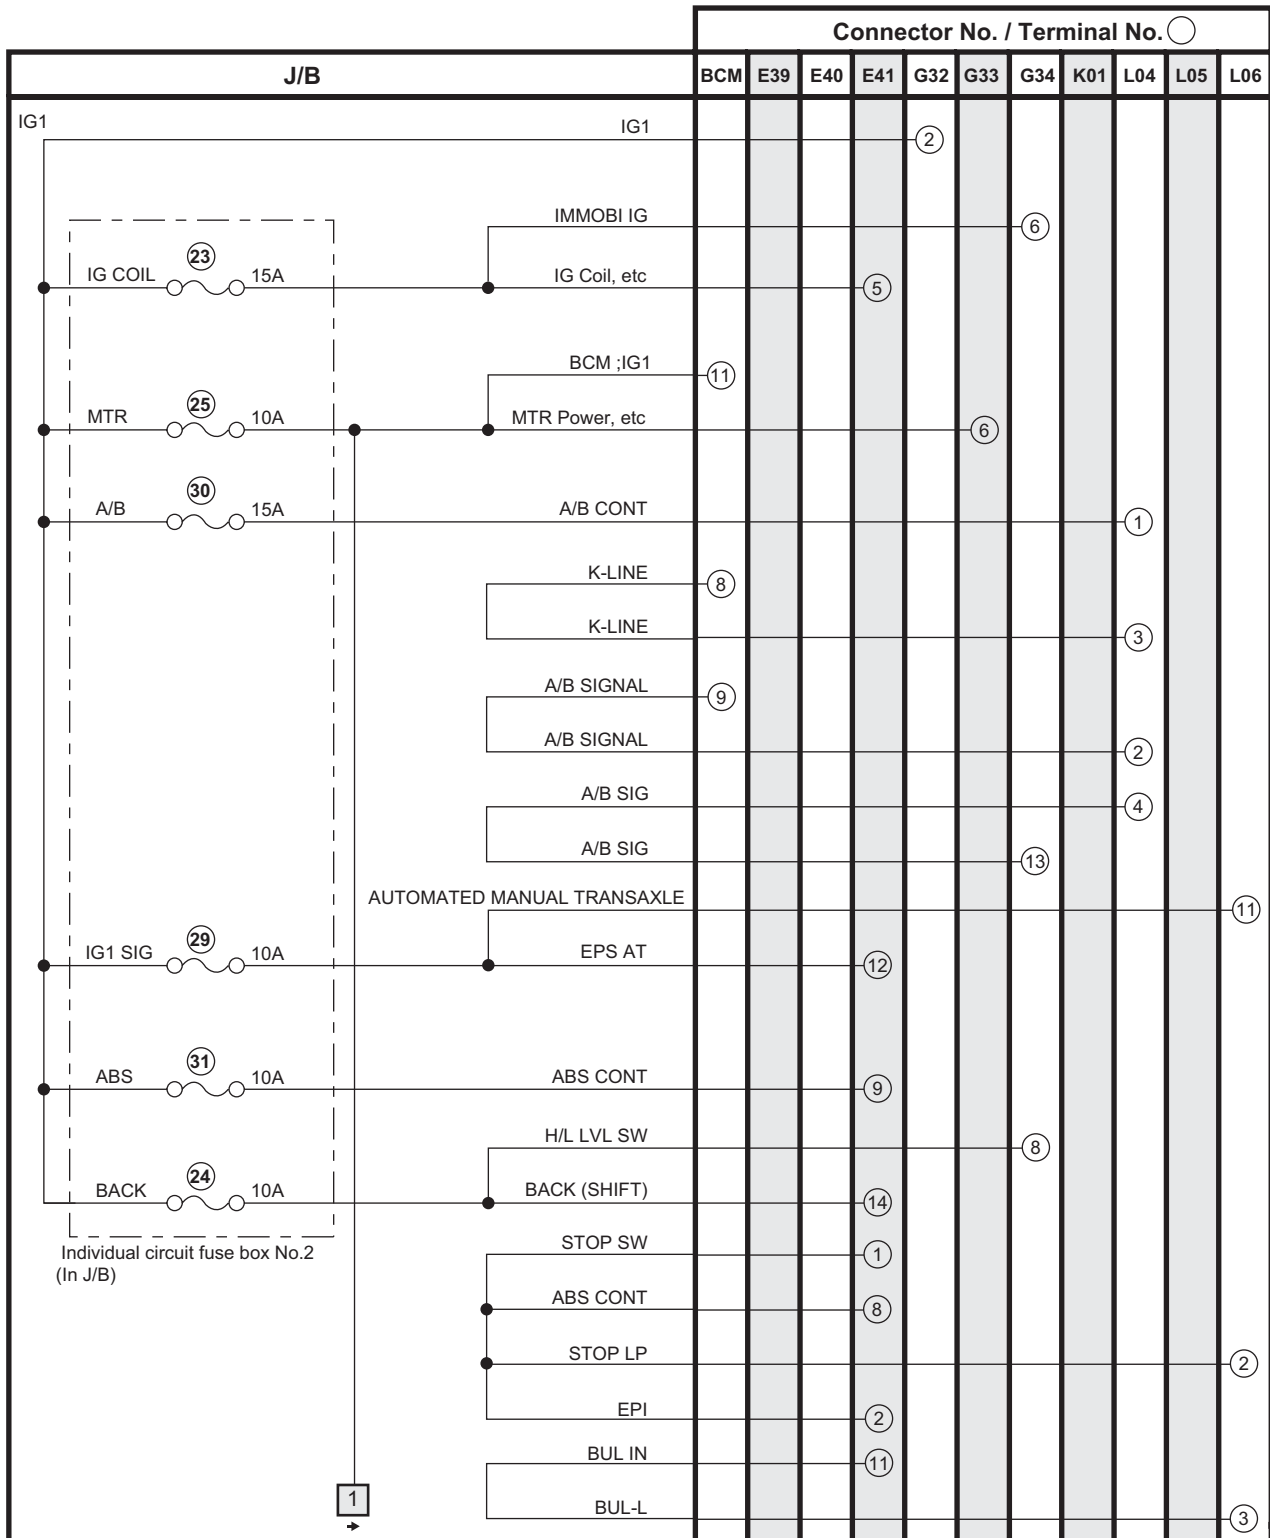 Connector No. / Terminal No.
J/B BCM E39 E40 E41 G32 G33 G34 K01 L04 L05 L06
IG1
IG1 2
IMMOBI IG 6
IG COIL 23 15A IG Coil, etc 5
BCM ;IG1 11
MTR 25 10A MTR Power, etc 6
A/B 30 15A A/B CONT 1
K-LINE 8
K-LINE 3
A/B SIGNAL 9
A/B SIGNAL 2
A/B SIG 4
A/B SIG 13
AUTOMATED MANUAL TRANSAXLE 11
IG1 SIG 29 10A EPS AT 12
ABS 31 10A ABS CONT 9
H/L LVL SW 8
BACK 24 10A BACK (SHIFT) 14
Individual circuit fuse box No.2
(In J/B)
STOP SW 1
ABS CONT 8
STOP LP 2
EPI 2
BUL IN 11
1
BUL-L 3